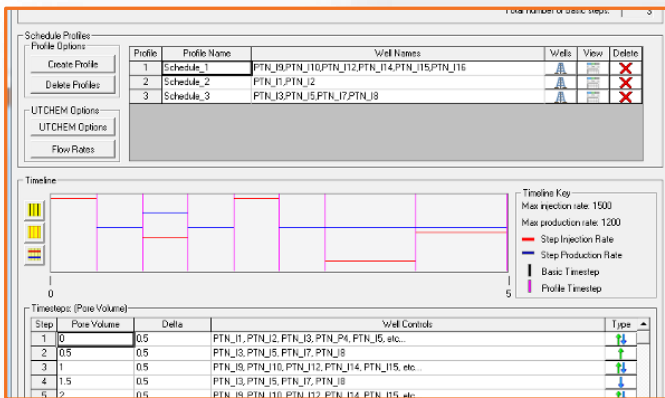 Total number of basic steps: 3
Schedule Profiles
Profile Options
Create Profile
Delete Profiles
UTCHEM Options
UTCHEM Options
Flow Rates
Profile Profile Name Well Names Wells View Delete
1 Schedule_1 PTN_I9,PTN_I10,PTN_I12,PTN_I14,PTN_I15,PTN_I16
2 Schedule_2 PTN_I1,PTN_I2
3 Schedule_3 PTN_I3,PTN_I5,PTN_I7,PTN_I8
Timeline
0 5
Timeline Key
Max injection rate: 1500
Max production rate: 1200
Step Injection Rate
Step Production Rate
Basic Timestep
Profile Timestep
Timesteps: (Pore Volume)
Step Pore Volume Delta Well Controls Type
1 0 0.5 PTN_I1, PTN_I2, PTN_I3, PTN_P4, PTN_I5, etc...
2 0.5 0.5 PTN_I3, PTN_I5, PTN_I7, PTN_I8
3 1 0.5 PTN_I9, PTN_I10, PTN_I12, PTN_I14, PTN_I15, etc...
4 1.5 0.5 PTN_I3, PTN_I5, PTN_I7, PTN_I8
5 2 0.5 PTN_I9, PTN_I10, PTN_I12, PTN_I14, PTN_I15, etc...